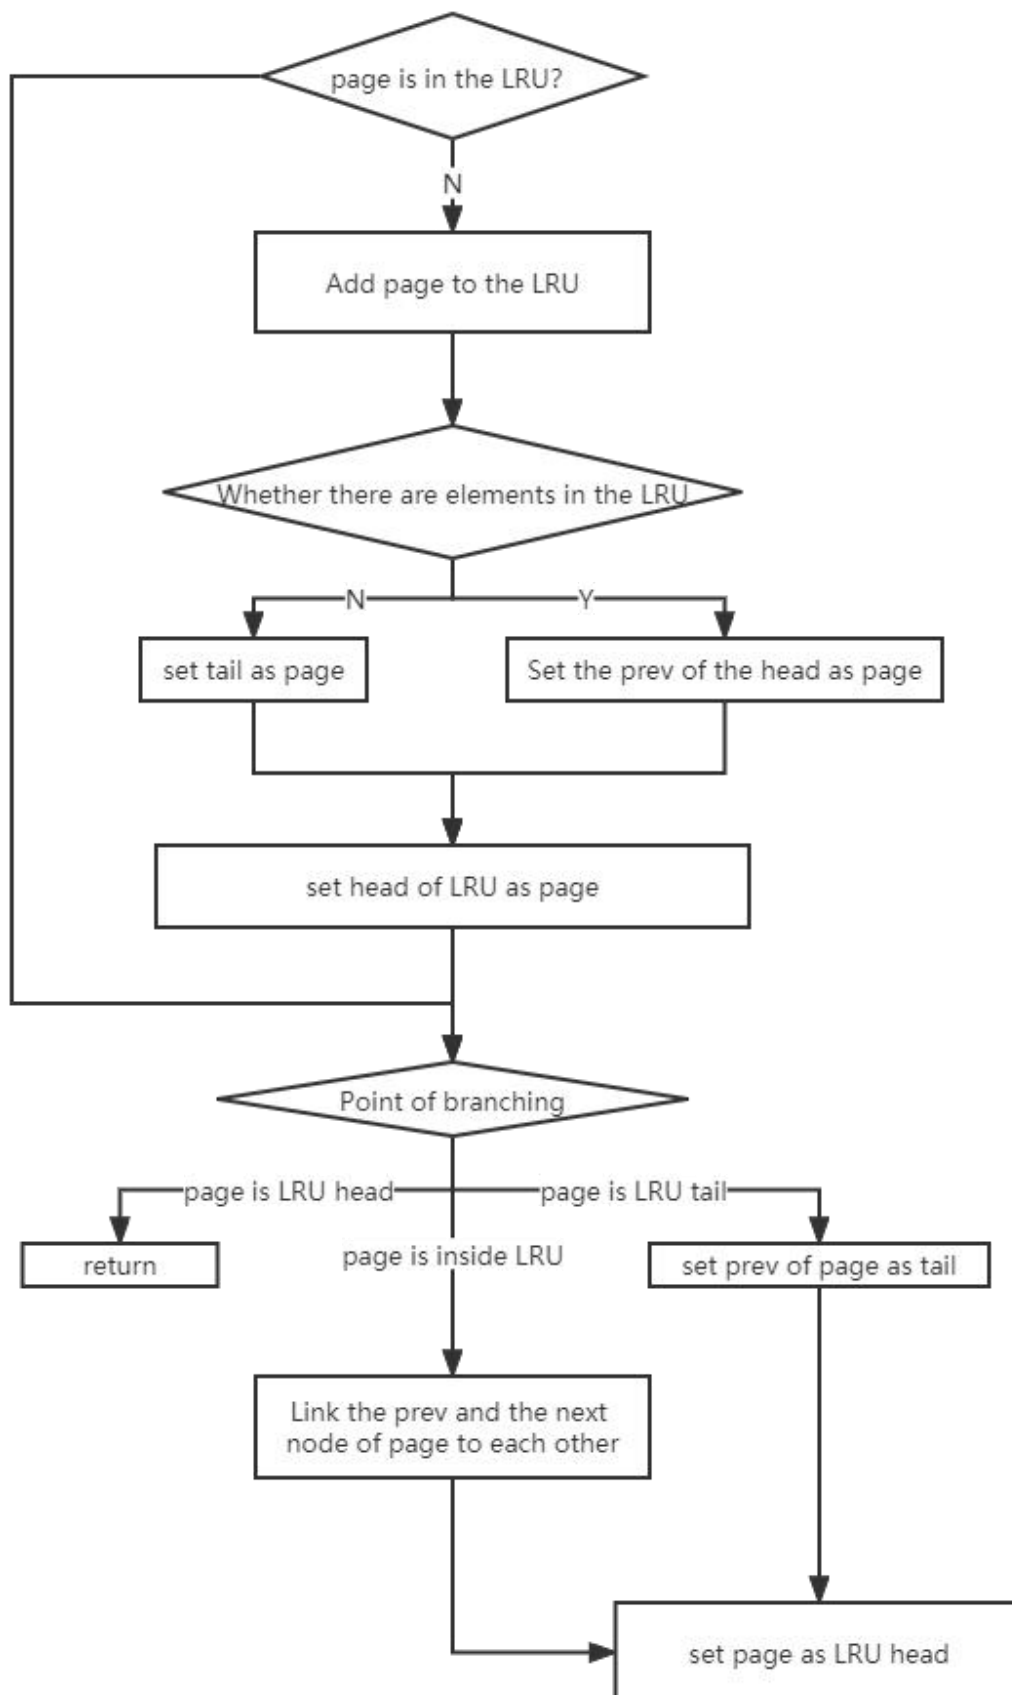 page is in the LRU?
N
Add page to the LRU
Whether there are elements in the LRU
N
Y
set tail as page
Set the prev of the head as page
set head of LRU as page
Point of branching
page is LRU head
page is LRU tail
page is inside LRU
return
set prev of page as tail
Link the prev and the next
node of page to each other
set page as LRU head